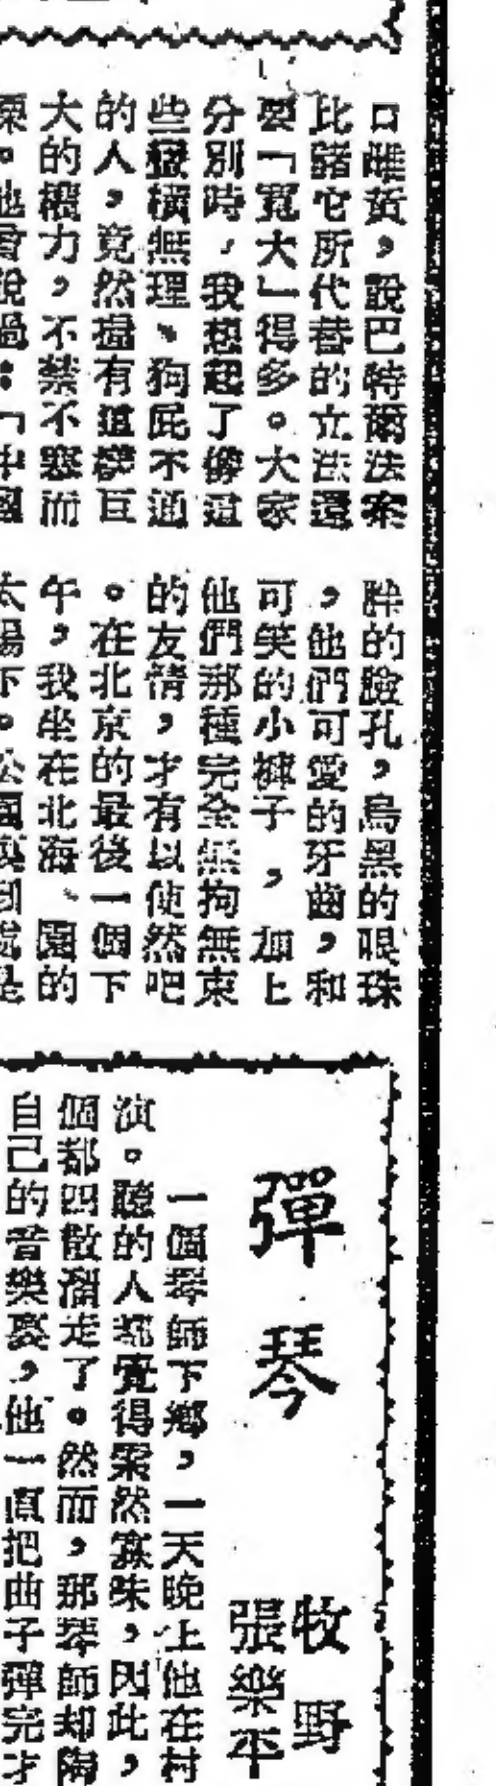 口雌黃，說巴特爾法案
比諸它所代替的立法還
要「寬大」得多。大家
分別時，我想起了像這
些蠻橫無理、狗屁不通
的人，竟然握有這樣巨
大的權力，不禁不寒而
慄。他曾說過：「中國
胖的臉孔，烏黑的眼珠
，他們可愛的牙齒，和
可笑的小褲子，加上
他們那種完全無拘無束
的友情，才有以使然吧
。在北京的最後一個下
午，我坐在北海、園的
太陽下。公園裏到處是
彈琴
牧野
張樂平
一個琴師下鄉，一天晚上他在村
演。聽的人都覺得索然寡味，因此，
個都四散溜走了。然而，那琴師却陶
自己的音樂裏，他一直把曲子彈完才